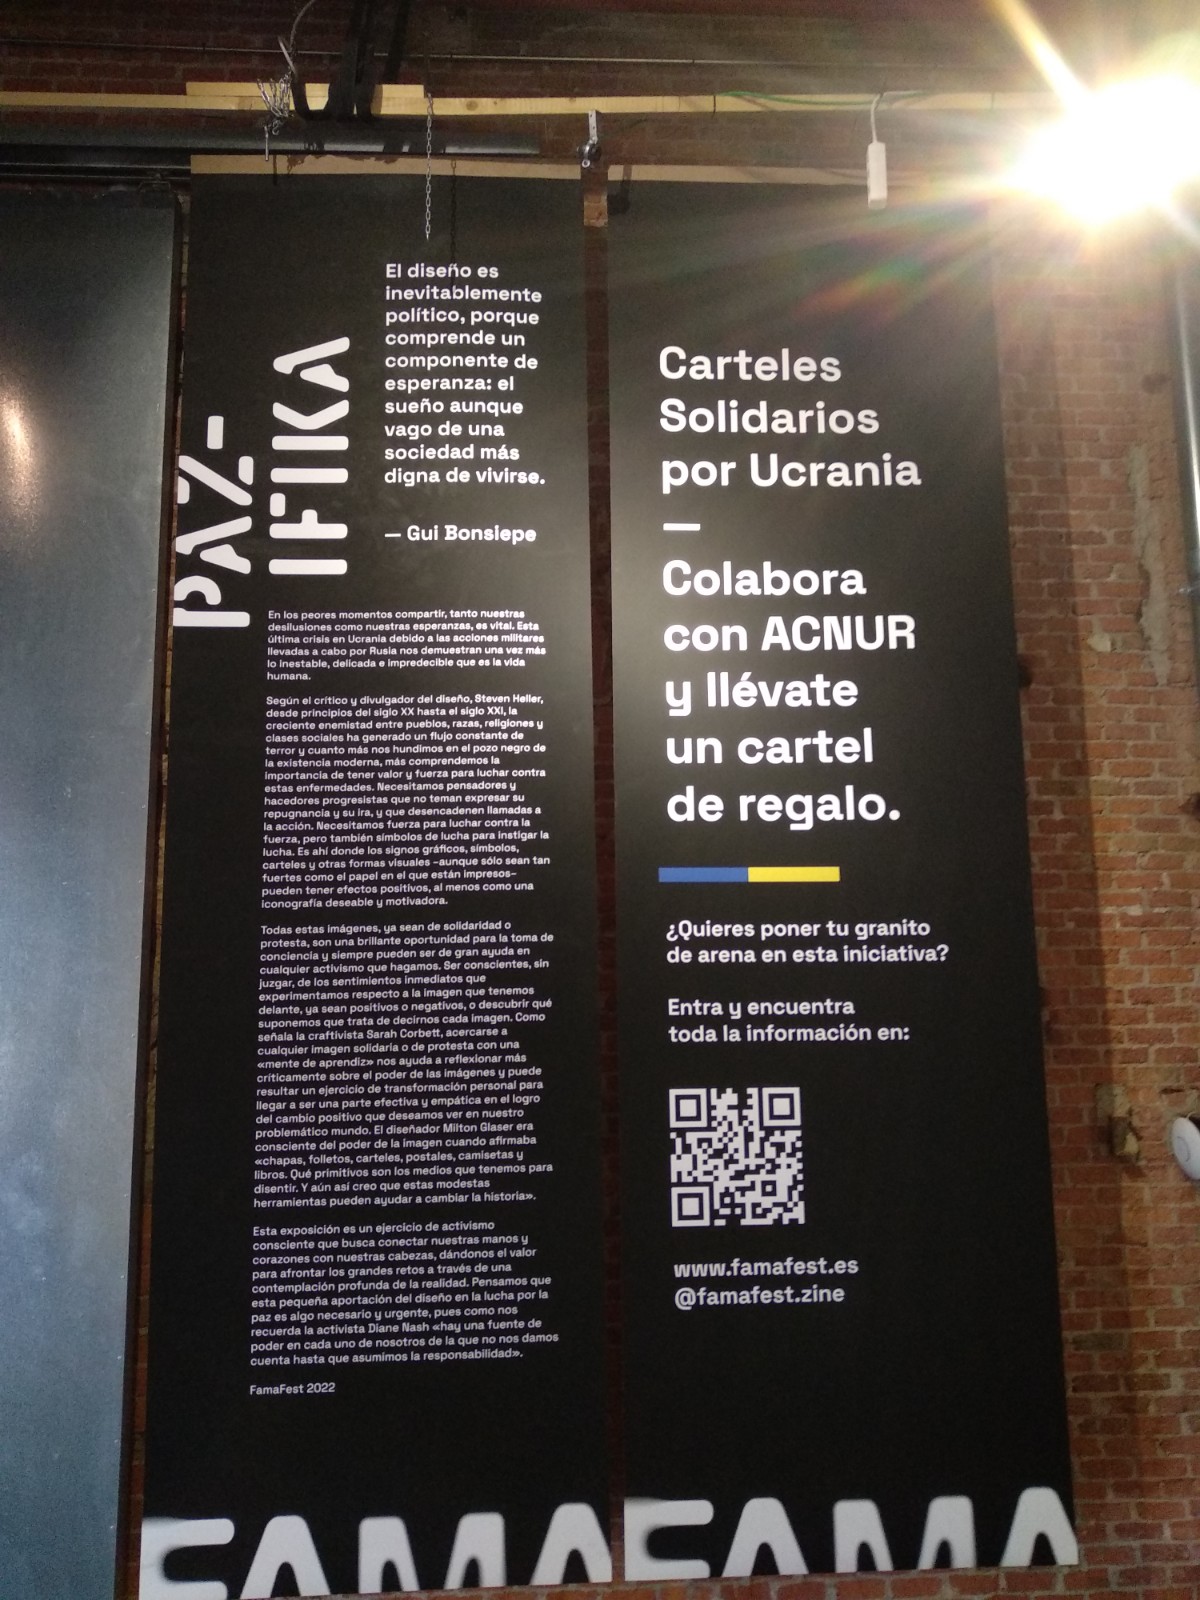 PAZ-
IFIKA
El diseño es
inevitablemente
político, porque
comprende un
componente de
esperanza: el
sueño aunque
vago de una
sociedad más
digna de vivirse.
— Gui Bonsiepe
En los peores momentos compartir, tanto nuestras
desilusiones como nuestras esperanzas, es vital. Esta
última crisis en Ucrania debido a las acciones militares
llevadas a cabo por Rusia nos demuestran una vez más
lo inestable, delicada e impredecible que es la vida
humana.
Según el crítico y divulgador del diseño, Steven Heller,
desde principios del siglo XX hasta el siglo XXI, la
creciente enemistad entre pueblos, razas, religiones y
clases sociales ha generado un flujo constante de
terror y cuanto más nos hundimos en el pozo negro de
la existencia moderna, más comprendemos la
importancia de tener valor y fuerza para luchar contra
estas enfermedades. Necesitamos pensadores y
hacedores progresistas que no teman expresar su
repugnancia y su ira, y que desencadenen llamadas a
la acción. Necesitamos fuerza para luchar contra la
fuerza, pero también símbolos de lucha para instigar la
lucha. Es ahí donde los signos gráficos, símbolos,
carteles y otras formas visuales –aunque sólo sean tan
fuertes como el papel en el que están impresos–
pueden tener efectos positivos, al menos como una
iconografía deseable y motivadora.
Todas estas imágenes, ya sean de solidaridad o
protesta, son una brillante oportunidad para la toma de
conciencia y siempre pueden ser de gran ayuda en
cualquier activismo que hagamos. Ser conscientes, sin
juzgar, de los sentimientos inmediatos que
experimentamos respecto a la imagen que tenemos
delante, ya sean positivos o negativos, o descubrir qué
suponemos que trata de decirnos cada imagen. Como
señala la craftivista Sarah Corbett, acercarse a
cualquier imagen solidaria o de protesta con una
«mente de aprendiz» nos ayuda a reflexionar más
críticamente sobre el poder de las imágenes y puede
resultar un ejercicio de transformación personal para
llegar a ser una parte efectiva y empática en el logro
del cambio positivo que deseamos ver en nuestro
problemático mundo. El diseñador Milton Glaser era
consciente del poder de la imagen cuando afirmaba
«chapas, folletos, carteles, postales, camisetas y
libros. Qué primitivos son los medios que tenemos para
disentir. Y aún así creo que estas modestas
herramientas pueden ayudar a cambiar la historia».
Esta exposición es un ejercicio de activismo
consciente que busca conectar nuestras manos y
corazones con nuestras cabezas, dándonos el valor
para afrontar los grandes retos a través de una
contemplación profunda de la realidad. Pensamos que
esta pequeña aportación del diseño en la lucha por la
paz es algo necesario y urgente, pues como nos
recuerda la activista Diane Nash «hay una fuente de
poder en cada uno de nosotros de la que no nos damos
cuenta hasta que asumimos la responsabilidad».
FamaFest 2022
FAMA
Carteles
Solidarios
por Ucrania
—
Colabora
con ACNUR
y llévate
un cartel
de regalo.
¿Quieres poner tu granito
de arena en esta iniciativa?
Entra y encuentra
toda la información en:
www.famafest.es
@famafest.zine
FAMA